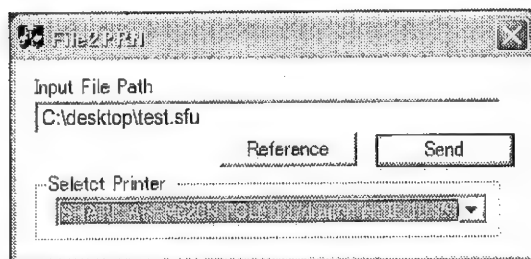 File2PRN
Input File Path
C:\desktop\test.sfu
Reference
Send
Seletct Printer